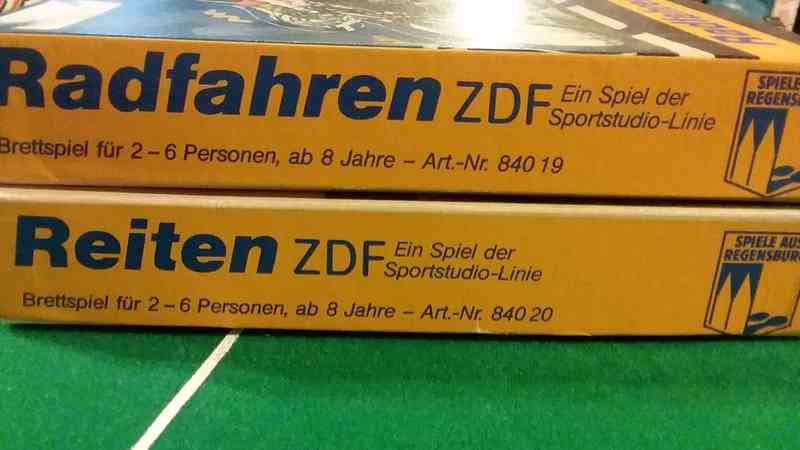 Radfahren ZDF Ein Spiel der
Sportstudio-Linie
Brettspiel für 2–6 Personen, ab 8 Jahre – Art.-Nr. 840 19
SPIELE
Reiten ZDF Ein Spiel der
Sportstudio-Linie
Brettspiel für 2–6 Personen, ab 8 Jahre – Art.-Nr. 840 20
SPIELE AUS
REGENSBURG